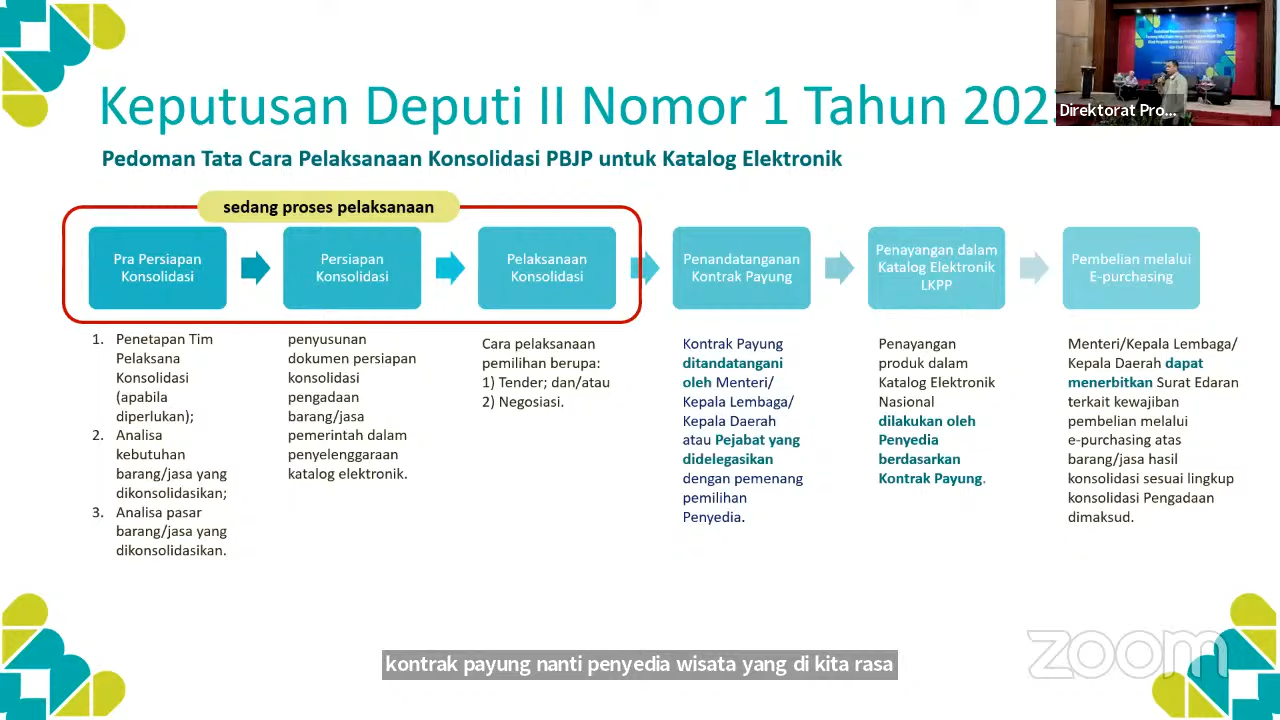 Keputusan Deputi II Nomor 1 Tahun 202
Direktorat Pro...
Pedoman Tata Cara Pelaksanaan Konsolidasi PBJP untuk Katalog Elektronik
sedang proses pelaksanaan
Pra Persiapan
Konsolidasi
Persiapan
Konsolidasi
Pelaksanaan
Konsolidasi
Penandatanganan
Kontrak Payung
Penayangan dalam
Katalog Elektronik
LKPP
Pembelian melalui
E-purchasing
1. Penetapan Tim
Pelaksana
Konsolidasi
(apabila
diperlukan);
2. Analisa
kebutuhan
barang/jasa yang
dikonsolidasikan;
3. Analisa pasar
barang/jasa yang
dikonsolidasikan.
penyusunan
dokumen persiapan
konsolidasi
pengadaan
barang/jasa
pemerintah dalam
penyelenggaraan
katalog elektronik.
Cara pelaksanaan
pemilihan berupa:
1) Tender; dan/atau
2) Negosiasi.
Kontrak Payung
ditandatangani
oleh Menteri/
Kepala Lembaga/
Kepala Daerah
atau Pejabat yang
didelegasikan
dengan pemenang
pemilihan
Penyedia.
Penayangan
produk dalam
Katalog Elektronik
Nasional
dilakukan oleh
Penyedia
berdasarkan
Kontrak Payung.
Menteri/Kepala Lembaga/
Kepala Daerah dapat
menerbitkan Surat Edaran
terkait kewajiban
pembelian melalui
e-purchasing atas
barang/jasa hasil
konsolidasi sesuai lingkup
konsolidasi Pengadaan
dimaksud.
zoom
kontrak payung nanti penyedia wisata yang di kita rasa